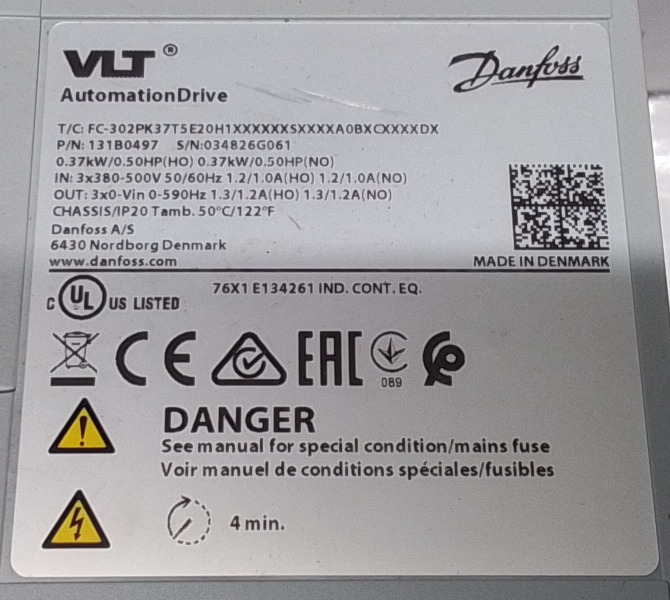 VLT®
Danfoss
AutomationDrive
T/C: FC-302PK37T5E20H1XXXXXXSXXXXA0BXCXXXXDX
P/N: 131B0497 S/N:034826G061
0.37kW/0.50HP(HO) 0.37kW/0.50HP(NO)
IN: 3x380-500V 50/60Hz 1.2/1.0A(HO) 1.2/1.0A(NO)
OUT: 3x0-Vin 0-590Hz 1.3/1.2A(HO) 1.3/1.2A(NO)
CHASSIS/IP20 Tamb. 50°C/122°F
Danfoss A/S
6430 Nordborg Denmark
www.danfoss.com
MADE IN DENMARK
C UL US LISTED 76X1 E134261 IND. CONT. EQ.
CE EAC
089
DANGER
See manual for special condition/mains fuse
Voir manuel de conditions spéciales/fusibles
4 min.